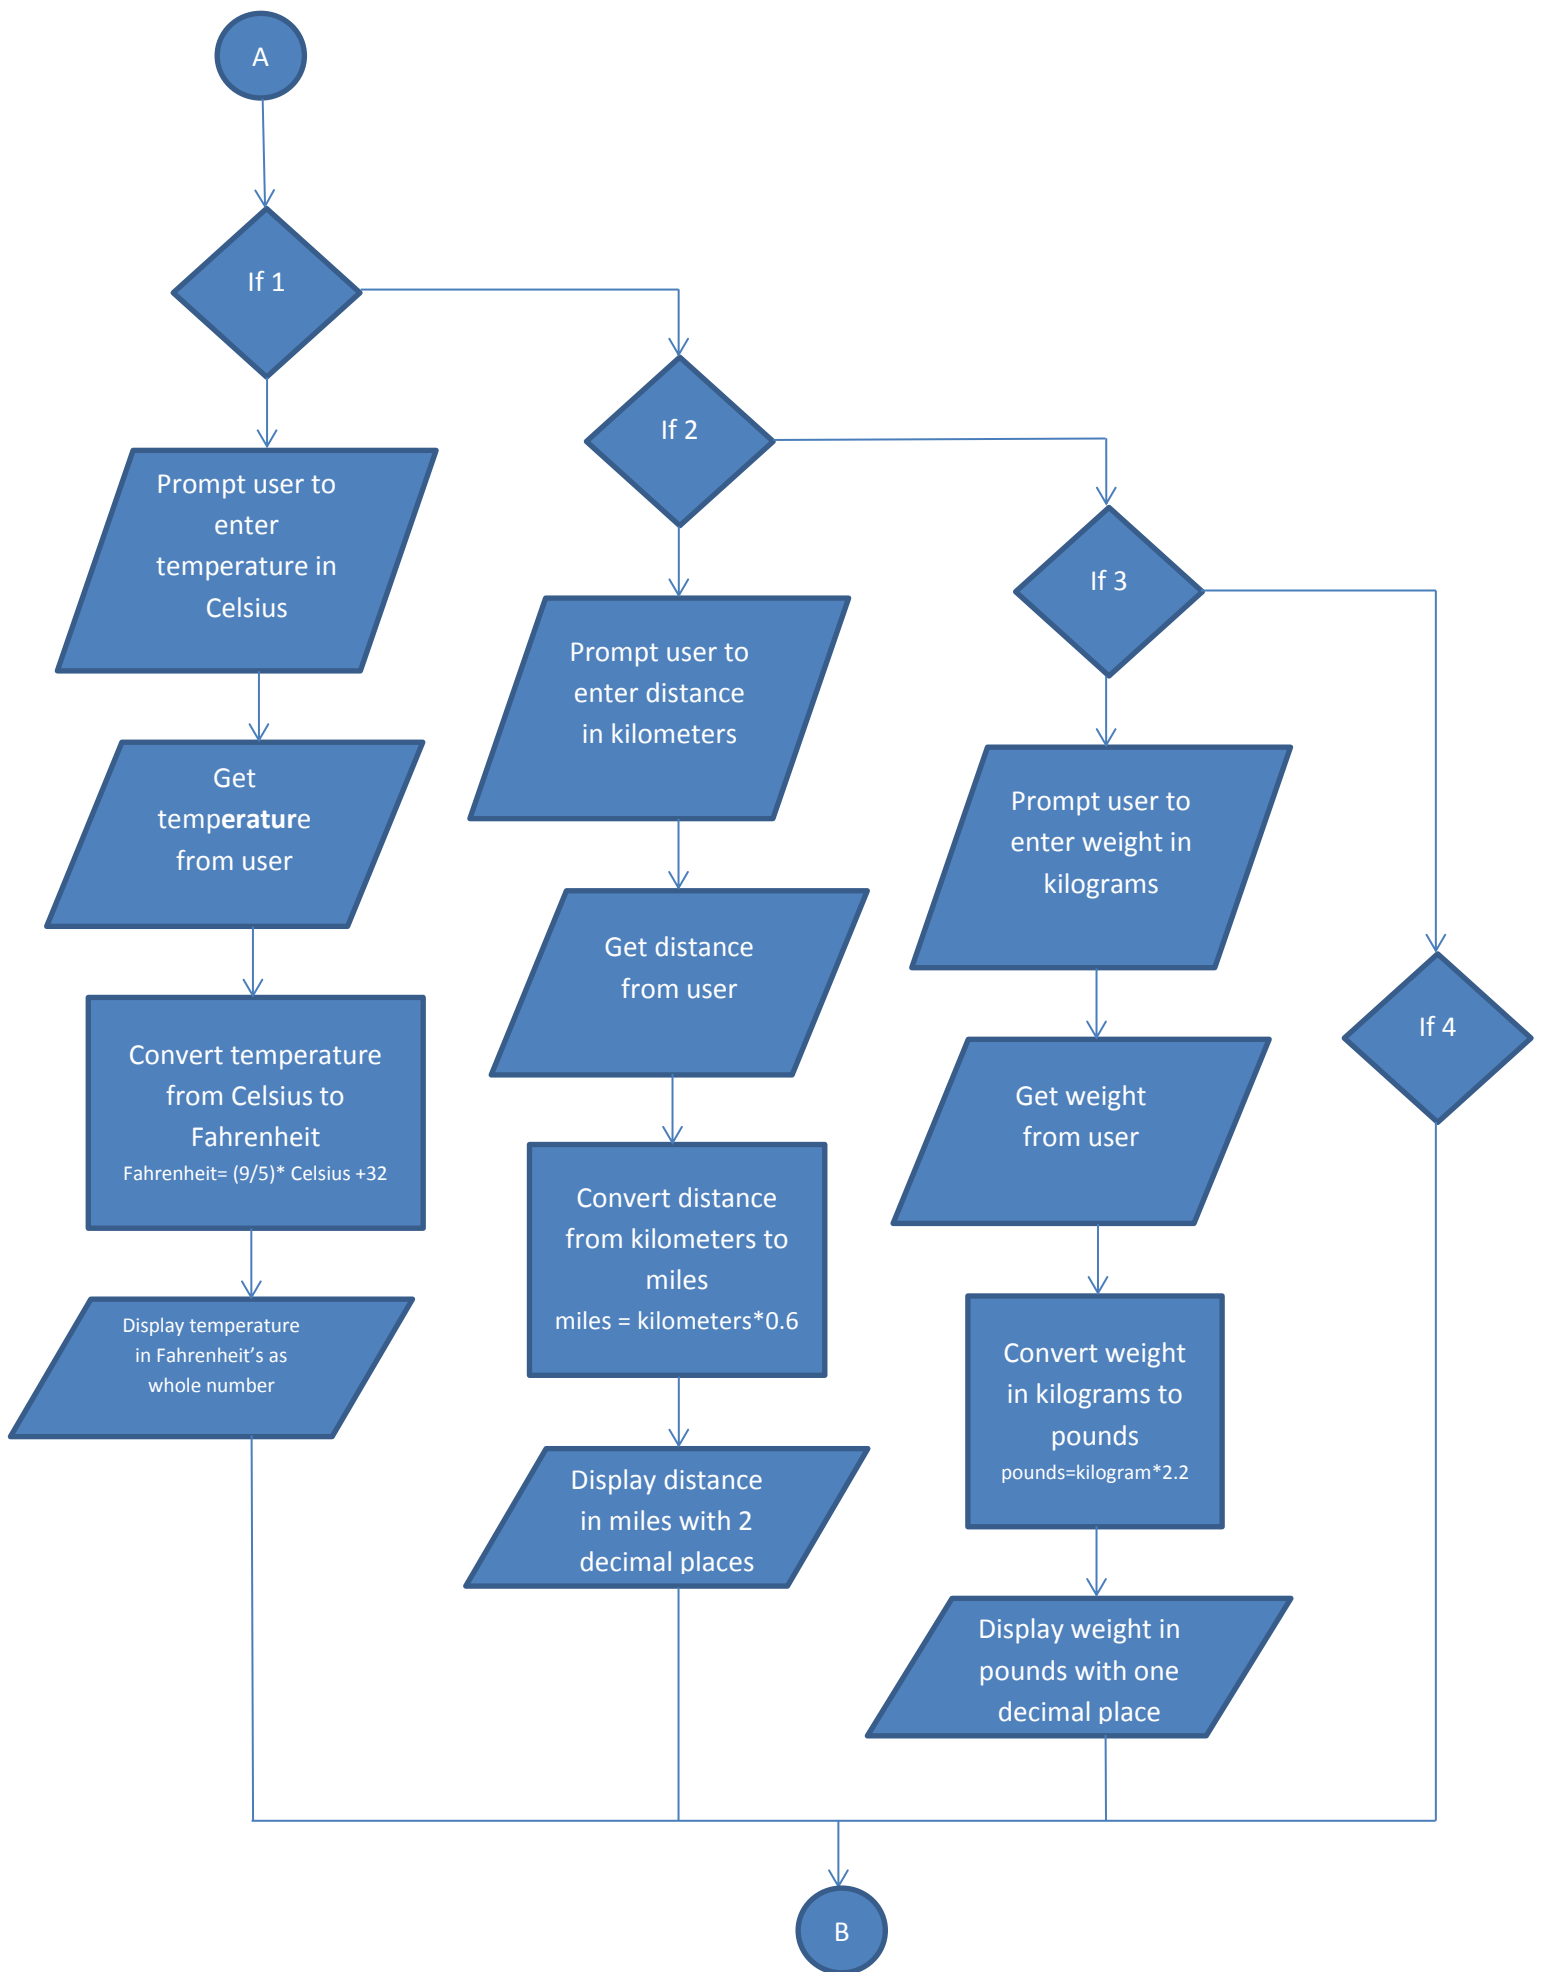 A
If 1
Prompt user to
enter
temperature in
Celsius
Get
temperature
from user
Convert temperature
from Celsius to
Fahrenheit
Fahrenheit= (9/5)* Celsius +32
Display temperature
in Fahrenheit’s as
whole number
If 2
Prompt user to
enter distance
in kilometers
Get distance
from user
Convert distance
from kilometers to
miles
miles = kilometers*0.6
Display distance
in miles with 2
decimal places
If 3
Prompt user to
enter weight in
kilograms
Get weight
from user
Convert weight
in kilograms to
pounds
pounds=kilogram*2.2
Display weight in
pounds with one
decimal place
If 4
B